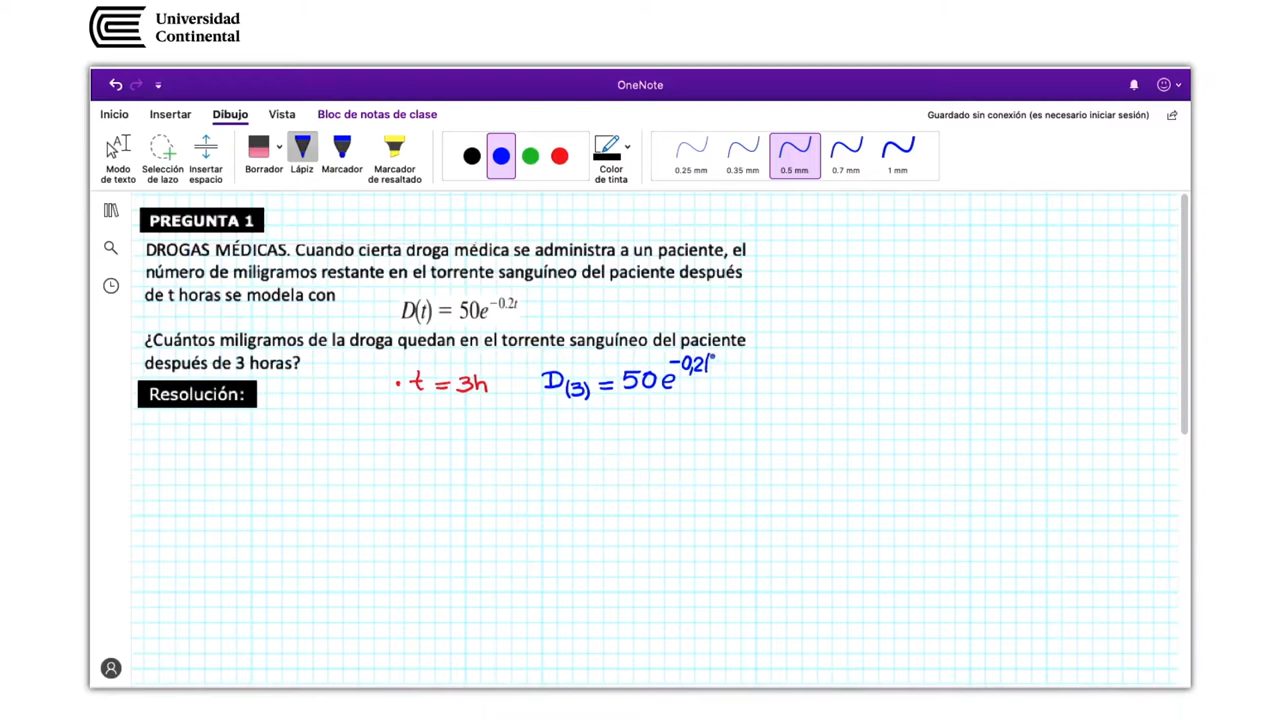 Universidad
Continental
OneNote
Inicio Insertar Dibujo Vista Bloc de notas de clase
Guardado sin conexión (es necesario iniciar sesión)
Modo de texto
Selección de lazo
Insertar espacio
Borrador
Lápiz
Marcador
Marcador de resaltado
Color de tinta
0.25 mm
0.35 mm
0.5 mm
0.7 mm
1 mm
PREGUNTA 1
DROGAS MÉDICAS. Cuando cierta droga médica se administra a un paciente, el
número de miligramos restante en el torrente sanguíneo del paciente después
de t horas se modela con
D(t) = 50e^{-0.2t}
¿Cuántos miligramos de la droga quedan en el torrente sanguíneo del paciente
después de 3 horas?
Resolución:
· t = 3h
D(3) = 50e^{-0,2(}